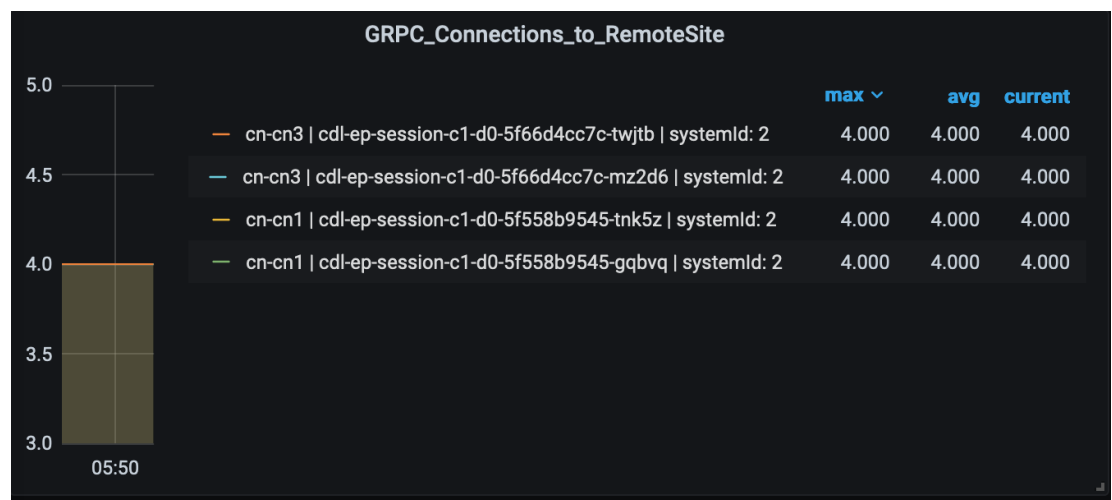 GRPC_Connections_to_RemoteSite
5.0
4.5
4.0
3.5
3.0
05:50
max avg current
cn-cn3 | cdl-ep-session-c1-d0-5f66d4cc7c-twjtb | systemId: 2 4.000 4.000 4.000
cn-cn3 | cdl-ep-session-c1-d0-5f66d4cc7c-mz2d6 | systemId: 2 4.000 4.000 4.000
cn-cn1 | cdl-ep-session-c1-d0-5f558b9545-tnk5z | systemId: 2 4.000 4.000 4.000
cn-cn1 | cdl-ep-session-c1-d0-5f558b9545-gqbvq | systemId: 2 4.000 4.000 4.000